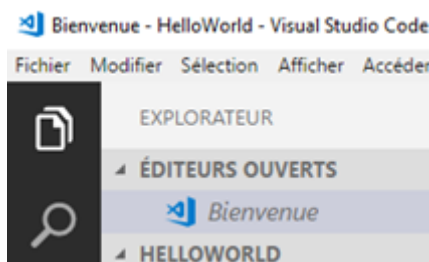 Bienvenue - HelloWorld - Visual Studio Code
Fichier Modifier Sélection Afficher Accéder
EXPLORATEUR
ÉDITEURS OUVERTS
Bienvenue
HELLOWORLD